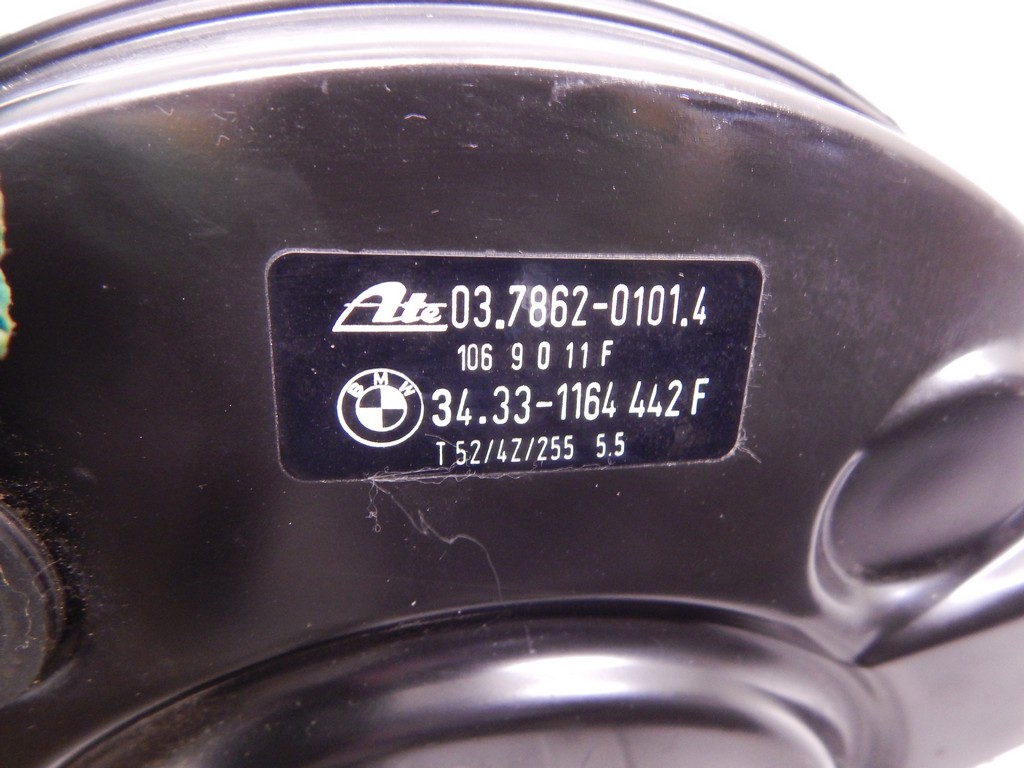 Ate 03.7862-0101.4
106 9 0 11 F
BMW 34.33-1164 442 F
T 52/4Z/255 5.5